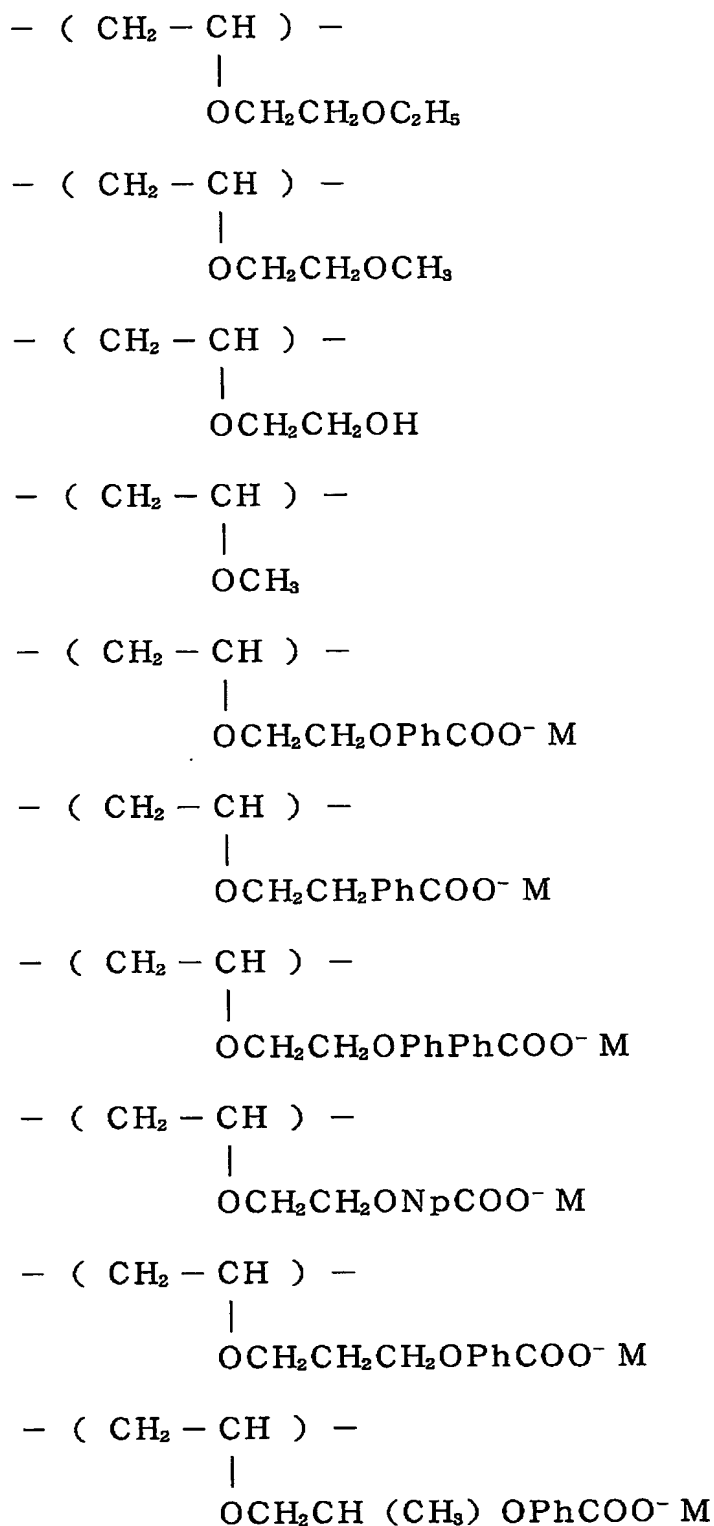 – ( CH₂ – CH ) –
|
OCH₂CH₂OC₂H₅
– ( CH₂ – CH ) –
|
OCH₂CH₂OCH₃
– ( CH₂ – CH ) –
|
OCH₂CH₂OH
– ( CH₂ – CH ) –
|
OCH₃
– ( CH₂ – CH ) –
|
OCH₂CH₂OPhCOO⁻ M
– ( CH₂ – CH ) –
|
OCH₂CH₂PhCOO⁻ M
– ( CH₂ – CH ) –
|
OCH₂CH₂OPhPhCOO⁻ M
– ( CH₂ – CH ) –
|
OCH₂CH₂ONpCOO⁻ M
– ( CH₂ – CH ) –
|
OCH₂CH₂CH₂OPhCOO⁻ M
– ( CH₂ – CH ) –
|
OCH₂CH (CH₃) OPhCOO⁻ M